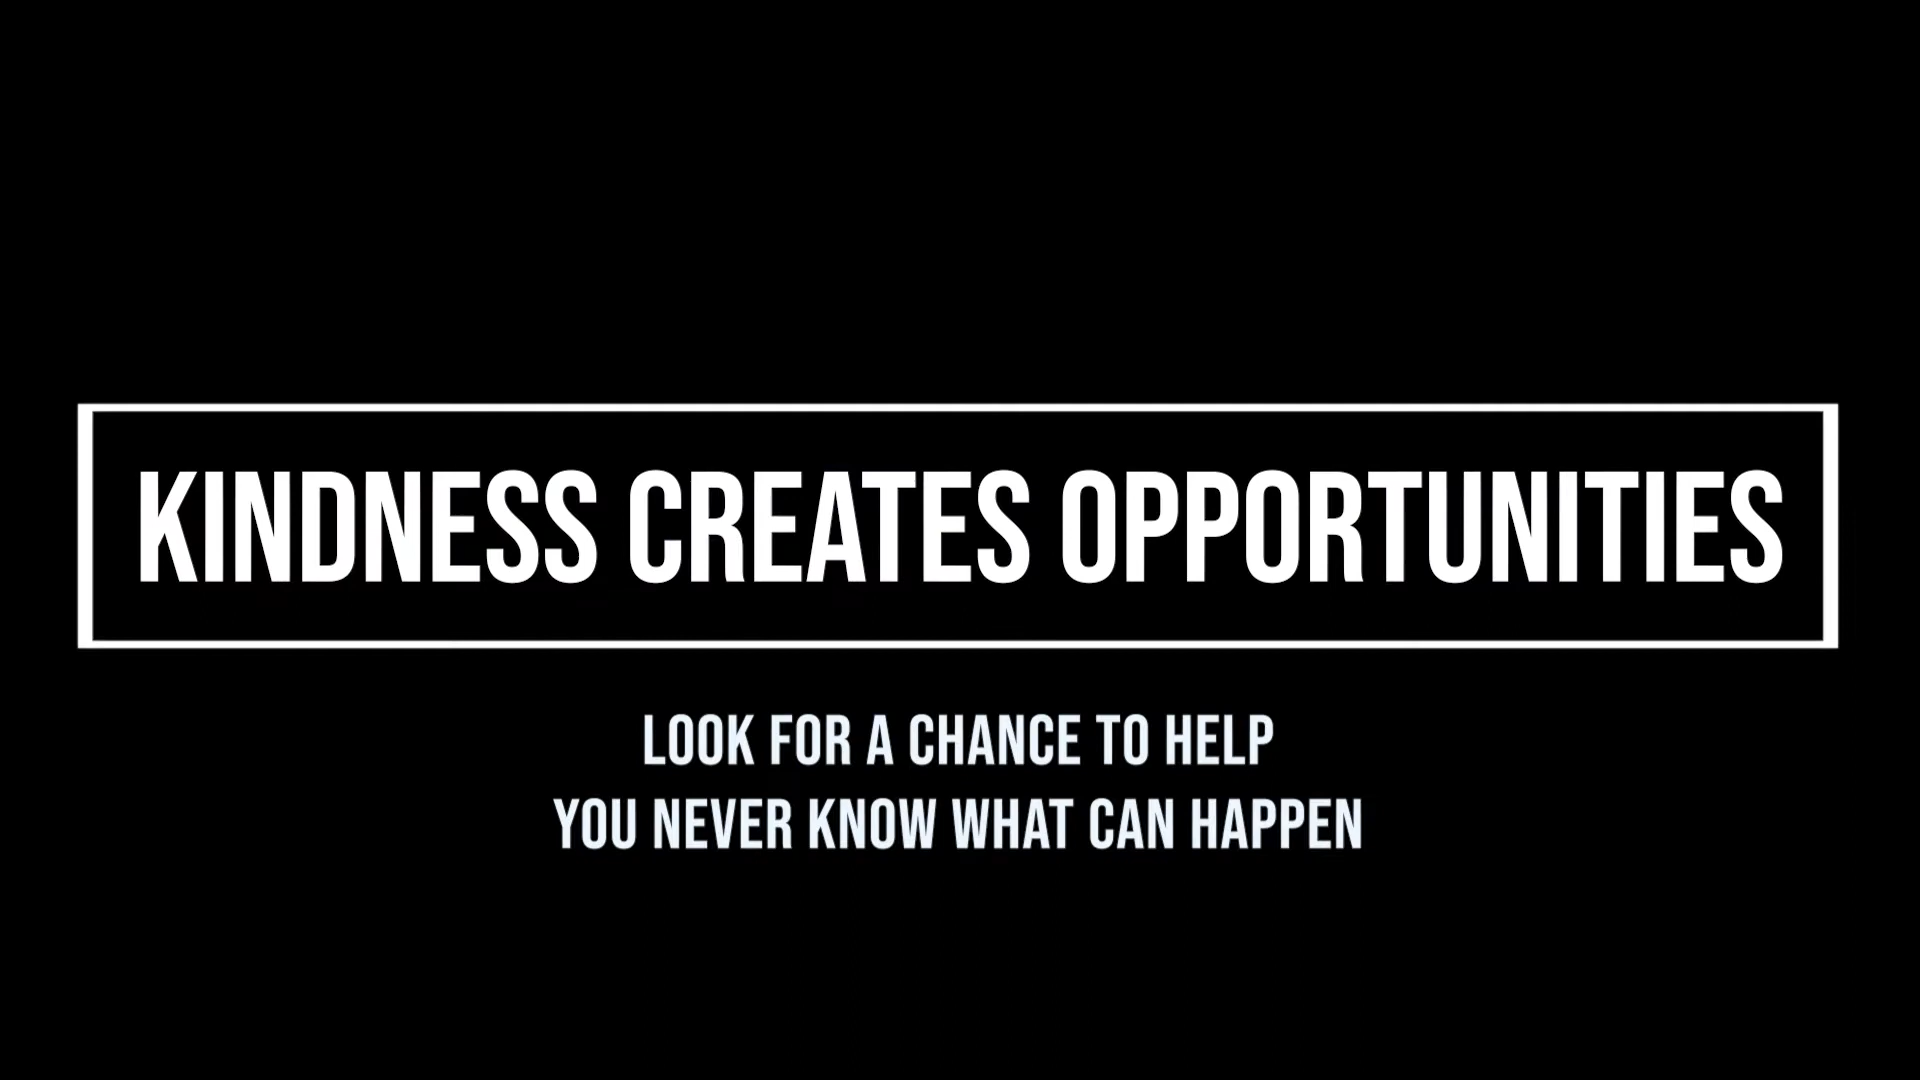 KINDNESS CREATES OPPORTUNITIES
LOOK FOR A CHANCE TO HELP
YOU NEVER KNOW WHAT CAN HAPPEN